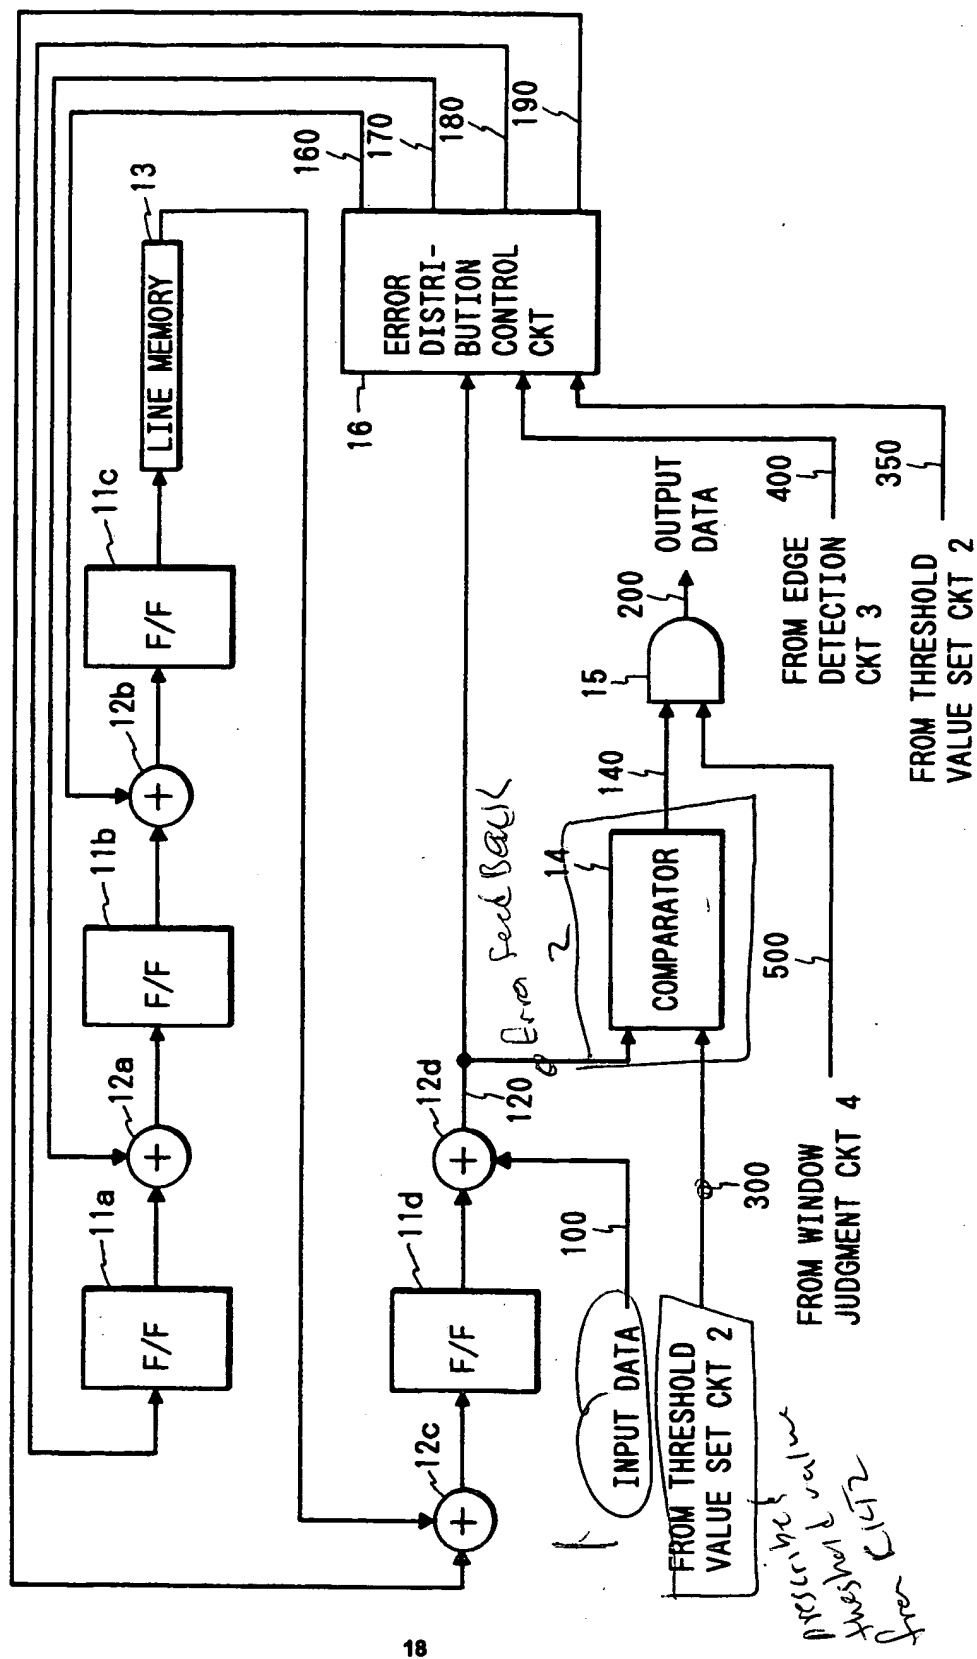 160
170
180
190
13
LINE MEMORY
11c
F/F
12b
+
11b
F/F
12a
+
11a
F/F
16
ERROR
DISTRI-
BUTION
CONTROL
CKT
12c
+
11d
F/F
12d
+
120
Error feed Back
100
INPUT DATA
2
14
COMPARATOR
140
15
200
OUTPUT
DATA
300
FROM THRESHOLD
VALUE SET CKT 2
prescribes
threshold value
from CKT2
500
FROM WINDOW
JUDGMENT CKT 4
400
FROM EDGE
DETECTION
CKT 3
350
FROM THRESHOLD
VALUE SET CKT 2
18